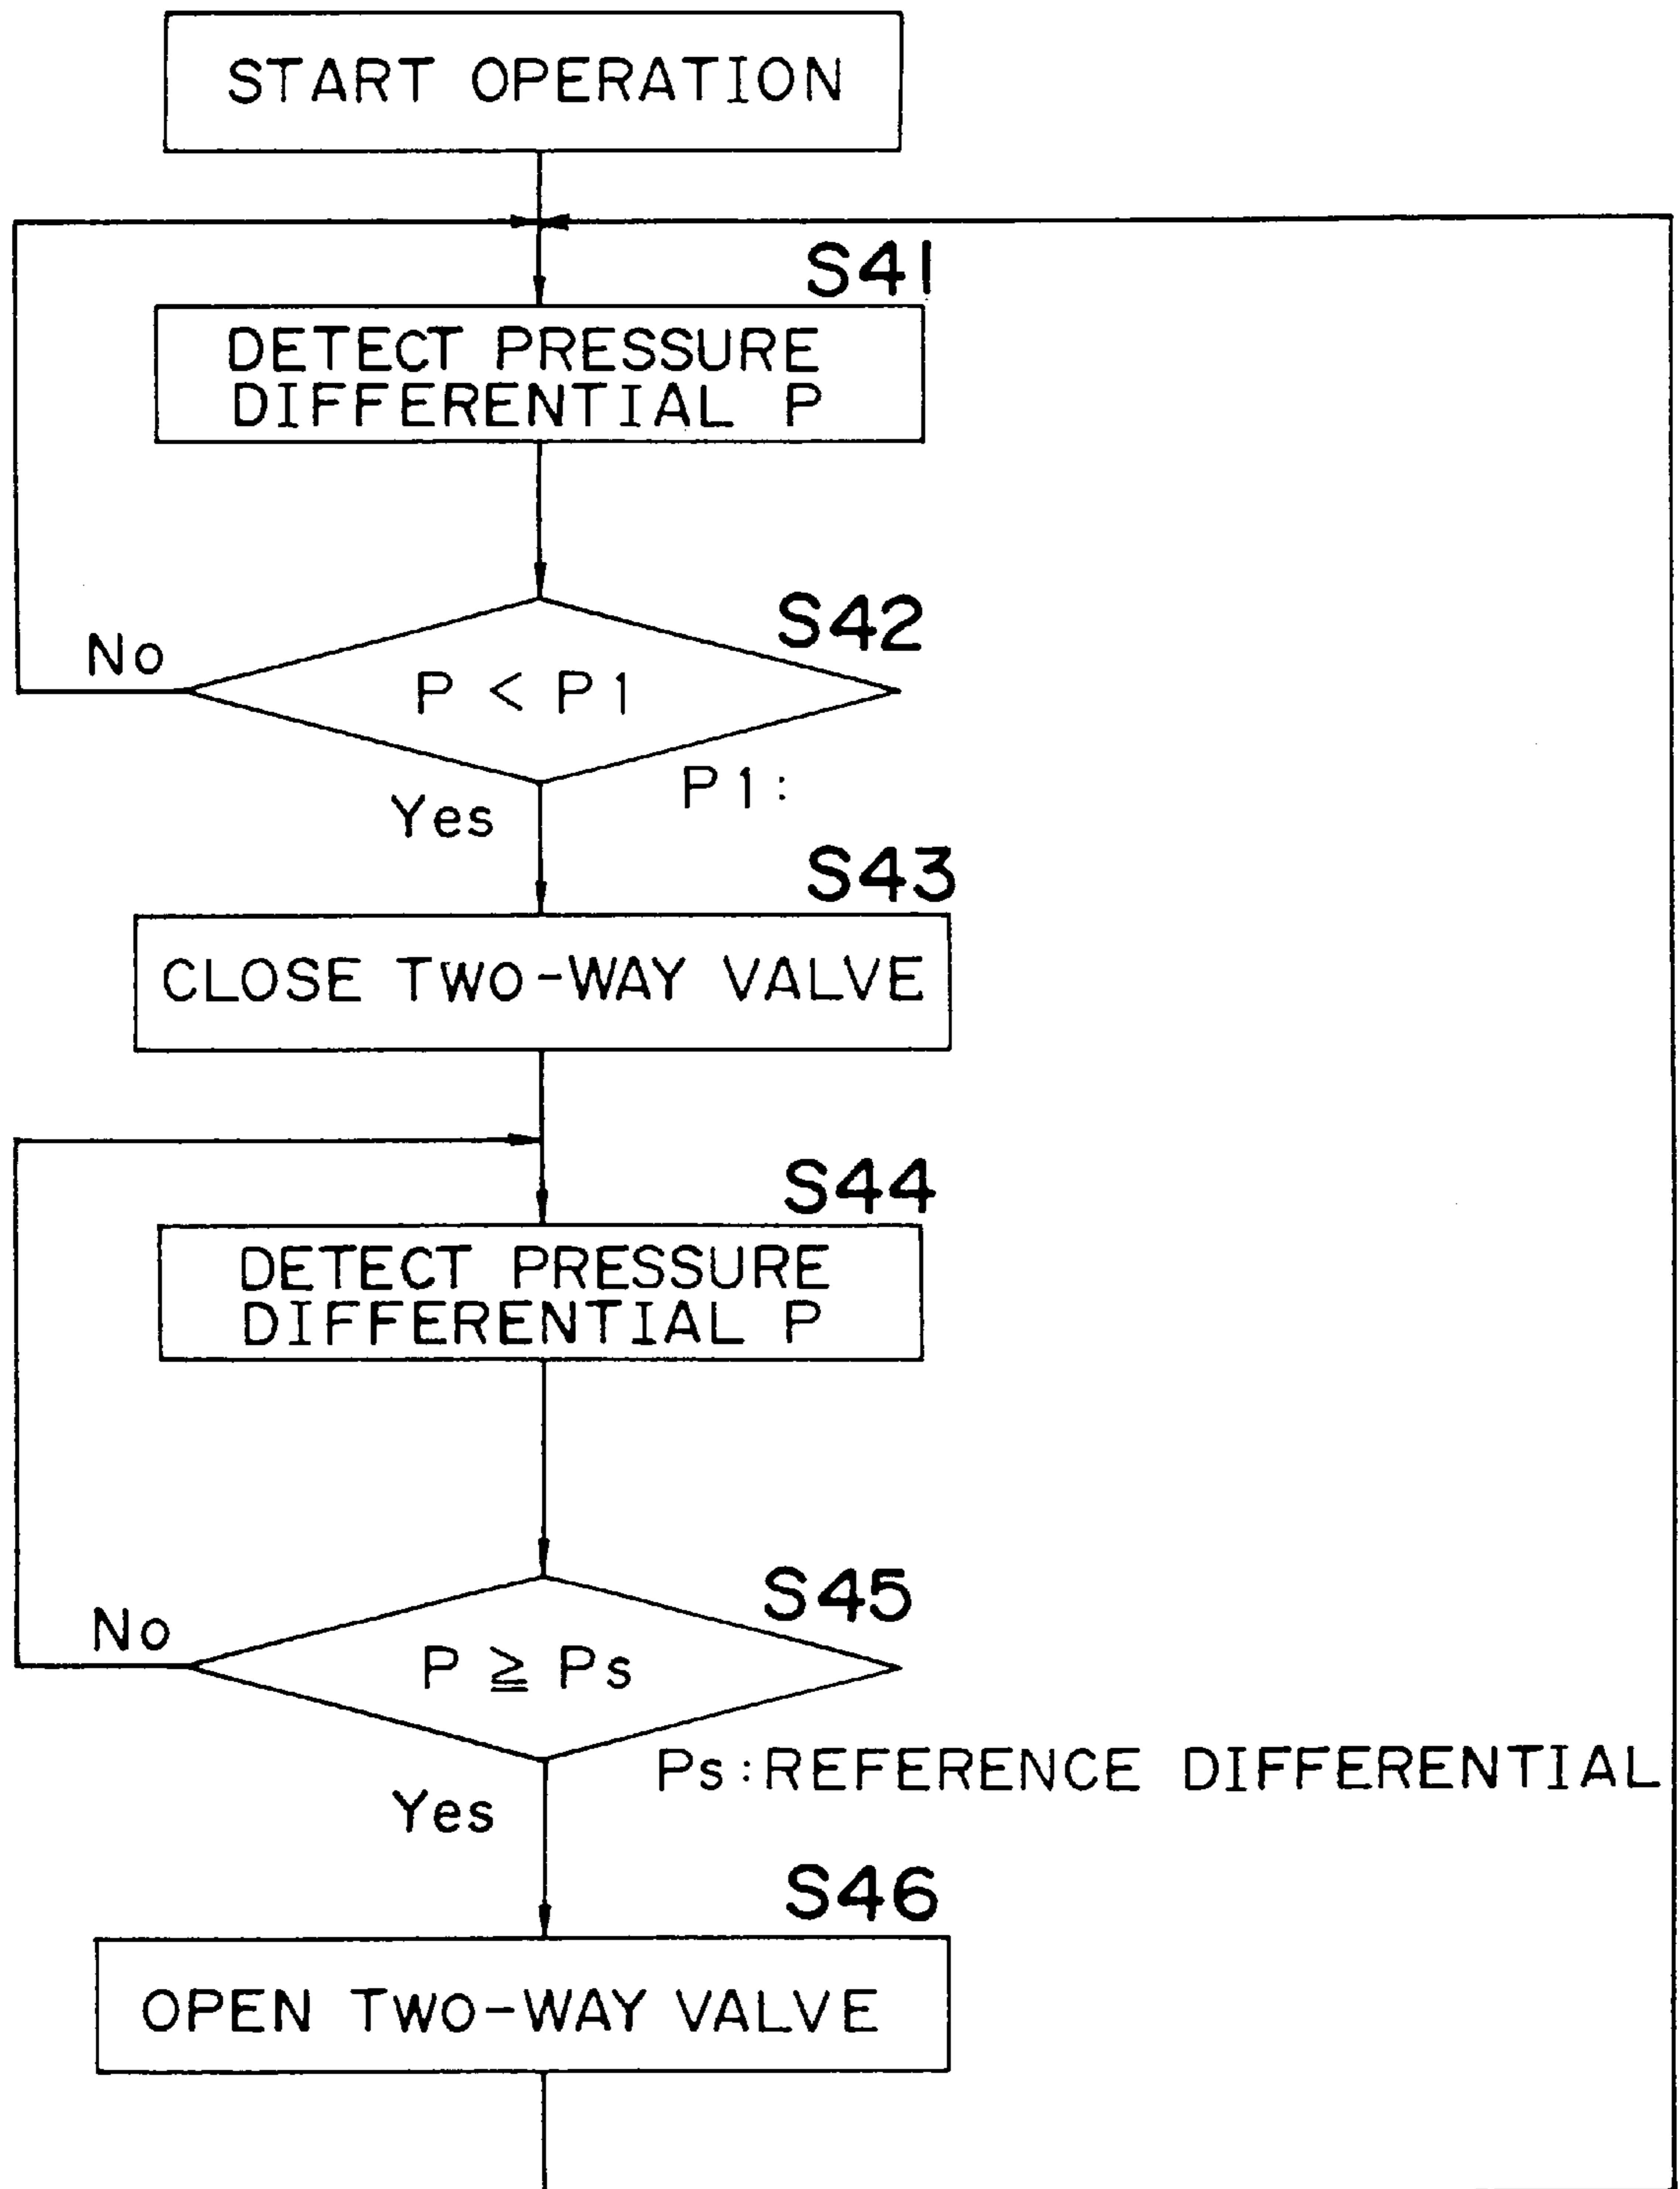 START OPERATION
S41
DETECT PRESSURE
DIFFERENTIAL P
S42
No
P < P1
P1:
Yes
S43
CLOSE TWO-WAY VALVE
S44
DETECT PRESSURE
DIFFERENTIAL P
S45
No
P ≧ Ps
Ps:REFERENCE DIFFERENTIAL
Yes
S46
OPEN TWO-WAY VALVE